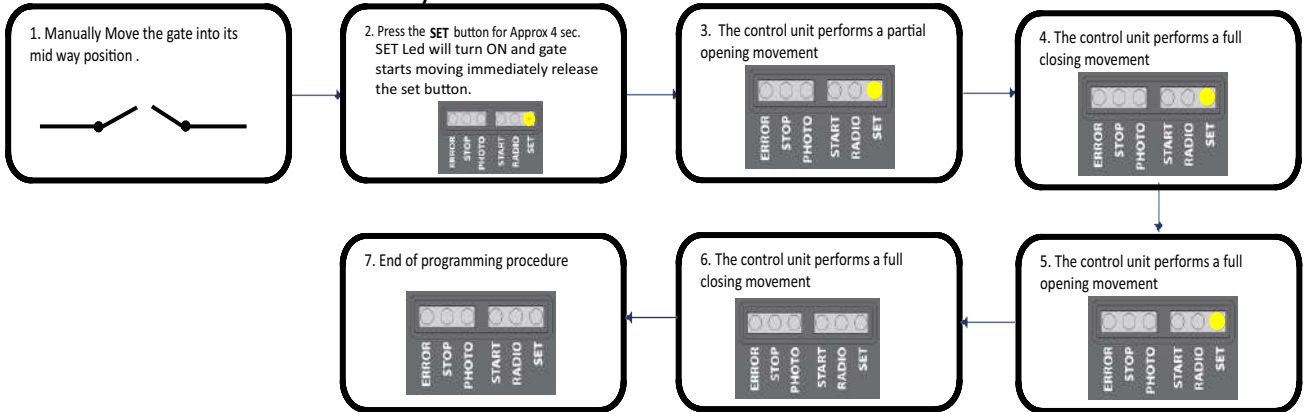 1. Manually Move the gate into its
mid way position .
2. Press the SET button for Approx 4 sec.
SET Led will turn ON and gate
starts moving immediately release
the set button.
ERROR
STOP
PHOTO
START
RADIO
SET
3. The control unit performs a partial
opening movement
ERROR
STOP
PHOTO
START
RADIO
SET
4. The control unit performs a full
closing movement
ERROR
STOP
PHOTO
START
RADIO
SET
5. The control unit performs a full
opening movement
ERROR
STOP
PHOTO
START
RADIO
SET
6. The control unit performs a full
closing movement
ERROR
STOP
PHOTO
START
RADIO
SET
7. End of programming procedure
ERROR
STOP
PHOTO
START
RADIO
SET